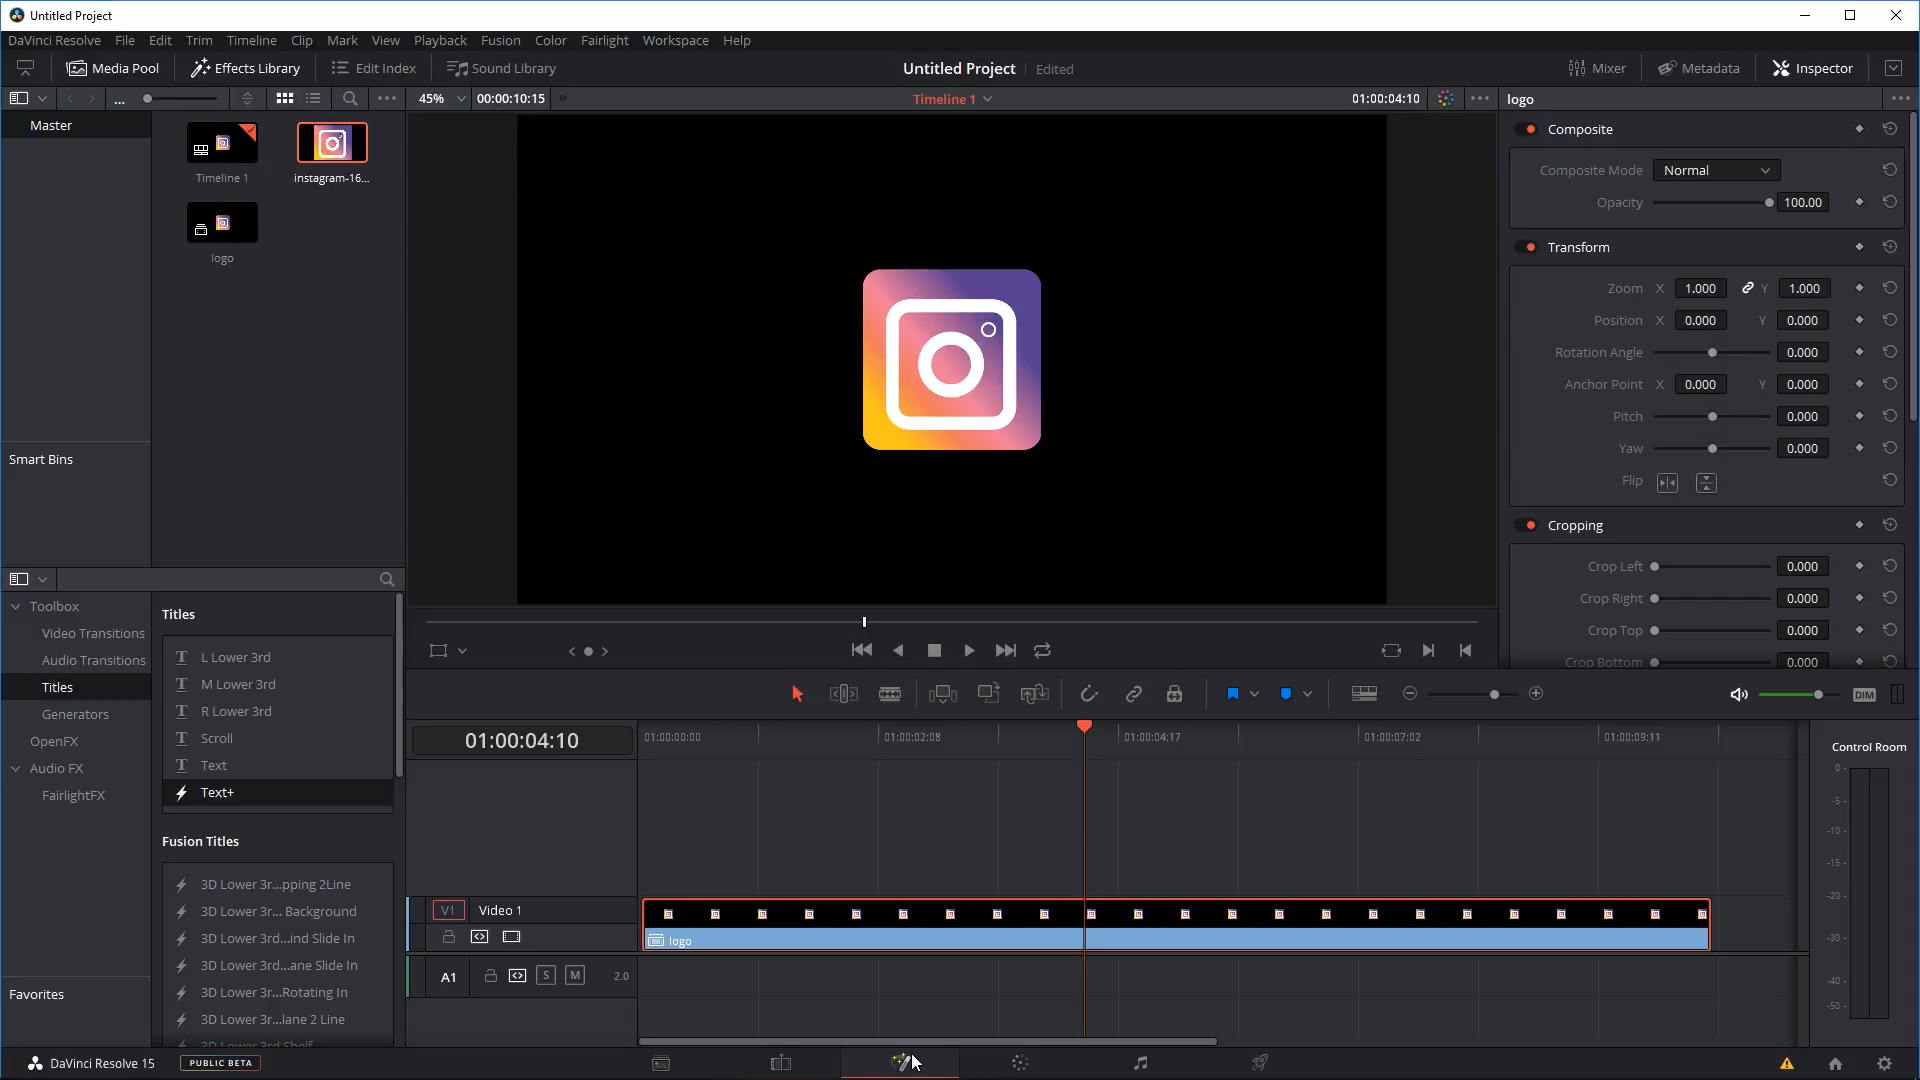 Untitled Project
DaVinci Resolve File Edit Trim Timeline Clip Mark View Playback Fusion Color Fairlight Workspace Help
Media Pool Effects Library Edit Index Sound Library Untitled Project Edited Mixer Metadata Inspector
... 45% 00:00:10:15 Timeline 1 01:00:04:10 logo
Master
Timeline 1
instagram-16...
logo
Smart Bins
Composite
Composite Mode Normal
Opacity 100.00
Transform
Zoom X 1.000 Y 1.000
Position X 0.000 Y 0.000
Rotation Angle 0.000
Anchor Point X 0.000 Y 0.000
Pitch 0.000
Yaw 0.000
Flip
Cropping
Crop Left 0.000
Crop Right 0.000
Crop Top 0.000
Crop Bottom 0.000
Toolbox
Video Transitions
Audio Transitions
Titles
Generators
OpenFX
Audio FX
FairlightFX
Favorites
Titles
L Lower 3rd
M Lower 3rd
R Lower 3rd
Scroll
Text
Text+
Fusion Titles
3D Lower 3r...pping 2Line
3D Lower 3r... Background
3D Lower 3rd...ind Slide In
3D Lower 3rd...ane Slide In
3D Lower 3r...Rotating In
3D Lower 3r...lane 2 Line
3D Lower 3rd Shelf
DIM
01:00:04:10
01:00:00:00 01:00:02:08 01:00:04:17 01:00:07:02 01:00:09:11
V1 Video 1
logo
A1 S M 2.0
Control Room
0
-5
-10
-15
-20
-30
-40
-50
DaVinci Resolve 15 PUBLIC BETA